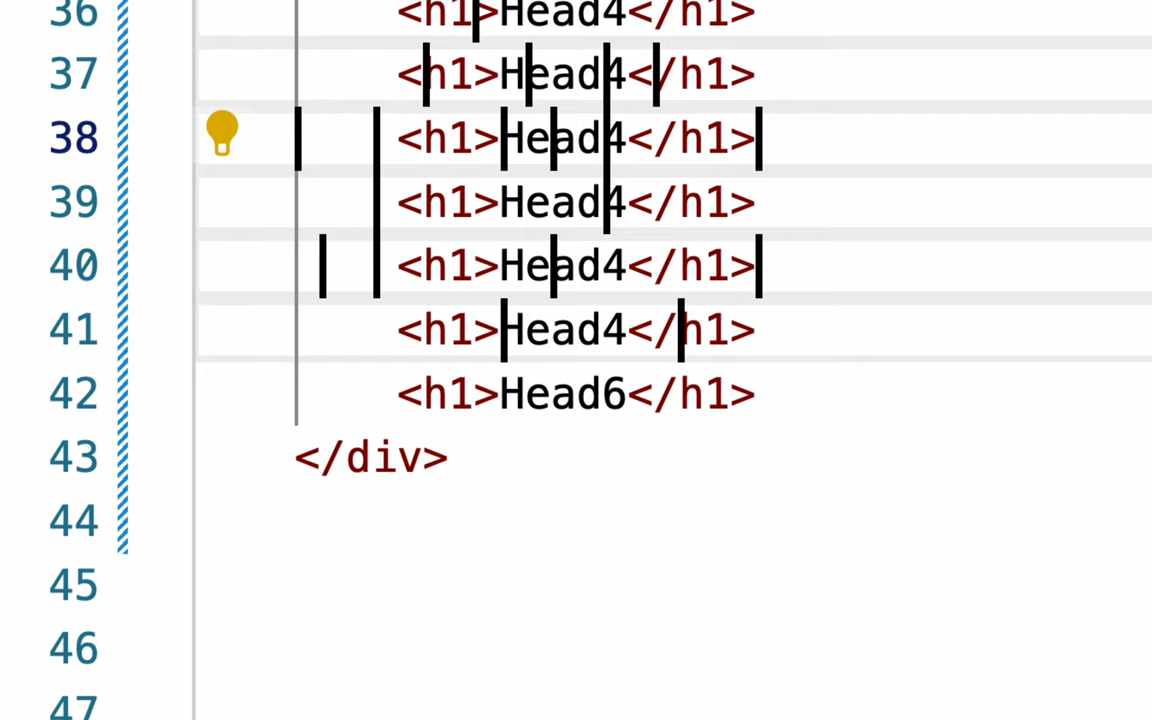 36 <h1>Head4</h1>
37 <h1>Head4</h1>
38 <h1>Head4</h1>
39 <h1>Head4</h1>
40 <h1>Head4</h1>
41 <h1>Head4</h1>
42 <h1>Head6</h1>
43 </div>
44
45
46
47